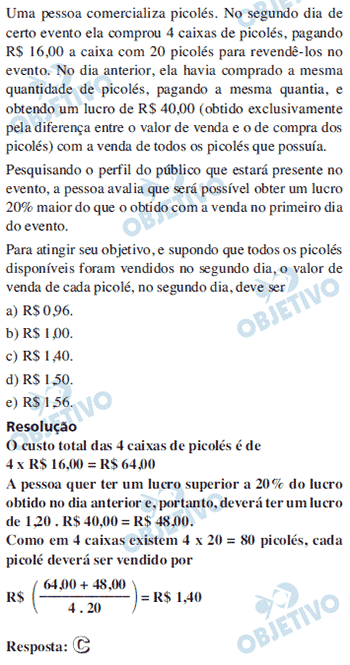 Uma pessoa comercializa picolés. No segundo dia de
certo evento ela comprou 4 caixas de picolés, pagando
R$ 16,00 a caixa com 20 picolés para revendê-los no
evento. No dia anterior, ela havia comprado a mesma
quantidade de picolés, pagando a mesma quantia, e
obtendo um lucro de R$ 40,00 (obtido exclusivamente
pela diferença entre o valor de venda e o de compra dos
picolés) com a venda de todos os picolés que possuía.
Pesquisando o perfil do público que estará presente no
evento, a pessoa avalia que será possível obter um lucro
20% maior do que o obtido com a venda no primeiro dia
do evento.
Para atingir seu objetivo, e supondo que todos os picolés
disponíveis foram vendidos no segundo dia, o valor de
venda de cada picolé, no segundo dia, deve ser
a) R$ 0,96.
b) R$ 1,00.
c) R$ 1,40.
d) R$ 1,50.
e) R$ 1,56.
Resolução
O custo total das 4 caixas de picolés é de
4 x R$ 16,00 = R$ 64,00
A pessoa quer ter um lucro superior a 20% do lucro
obtido no dia anterior e, portanto, deverá ter um lucro
de 1,20 . R$ 40,00 = R$ 48,00.
Como em 4 caixas existem 4 x 20 = 80 picolés, cada
picolé deverá ser vendido por
R$ (64,00 + 48,00 / 4 . 20) = R$ 1,40
Resposta: C
OBJETIVO
OBJETIVO
OBJETIVO
OBJETIVO
OBJETIVO
OBJETIVO
OBJETIVO